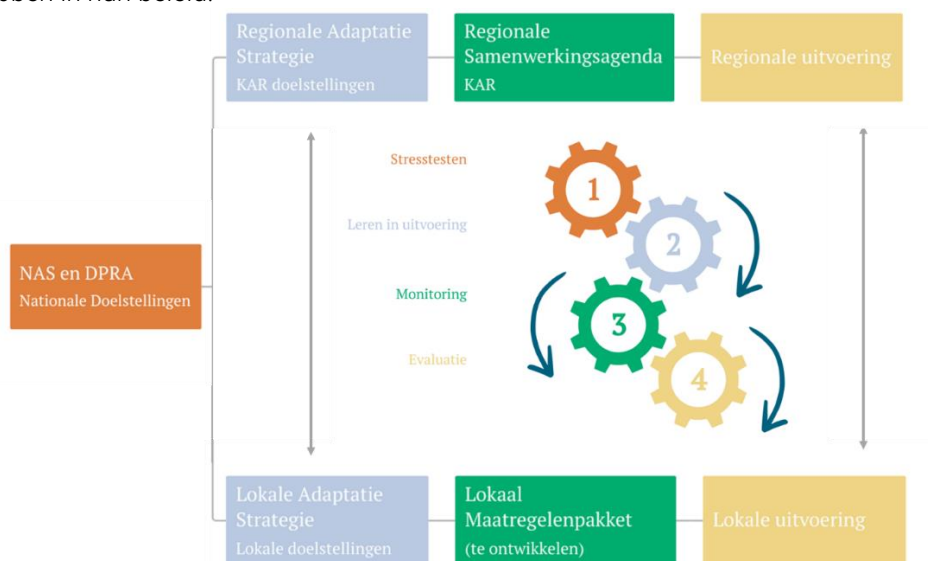 Regionale Adaptatie
Strategie
KAR doelstellingen
Regionale
Samenwerkingsagenda
KAR
Regionale uitvoering
Stresstesten
1
Leren in uitvoering
2
NAS en DPRA
Nationale Doelstellingen
Monitoring
3
Evaluatie
4
Lokale Adaptatie
Strategie
Lokale doelstellingen
Lokaal
Maatregelenpakket
(te ontwikkelen)
Lokale uitvoering